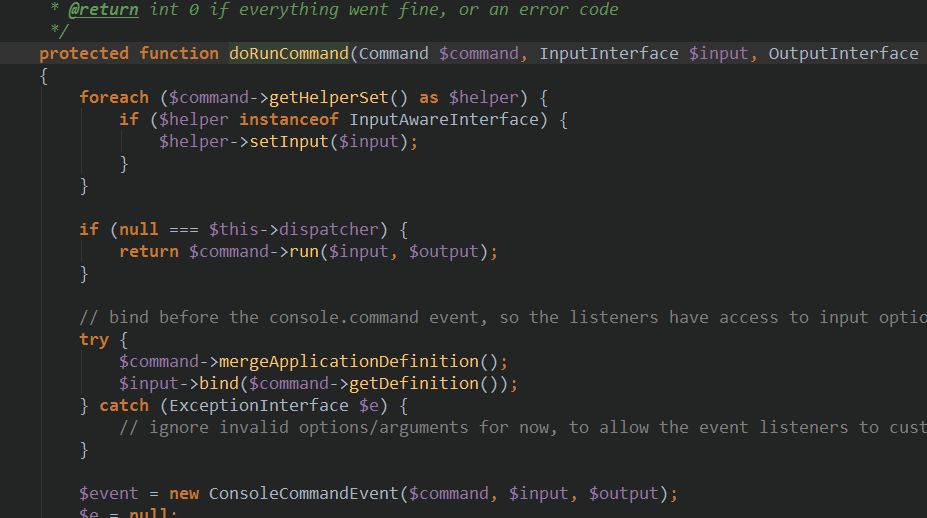 * @return int 0 if everything went fine, or an error code
*/
protected function doRunCommand(Command $command, InputInterface $input, OutputInterface
{
foreach ($command->getHelperSet() as $helper) {
if ($helper instanceof InputAwareInterface) {
$helper->setInput($input);
}
}
if (null === $this->dispatcher) {
return $command->run($input, $output);
}
// bind before the console.command event, so the listeners have access to input optio
try {
$command->mergeApplicationDefinition();
$input->bind($command->getDefinition());
} catch (ExceptionInterface $e) {
// ignore invalid options/arguments for now, to allow the event listeners to cust
}
$event = new ConsoleCommandEvent($command, $input, $output);
$e = null;